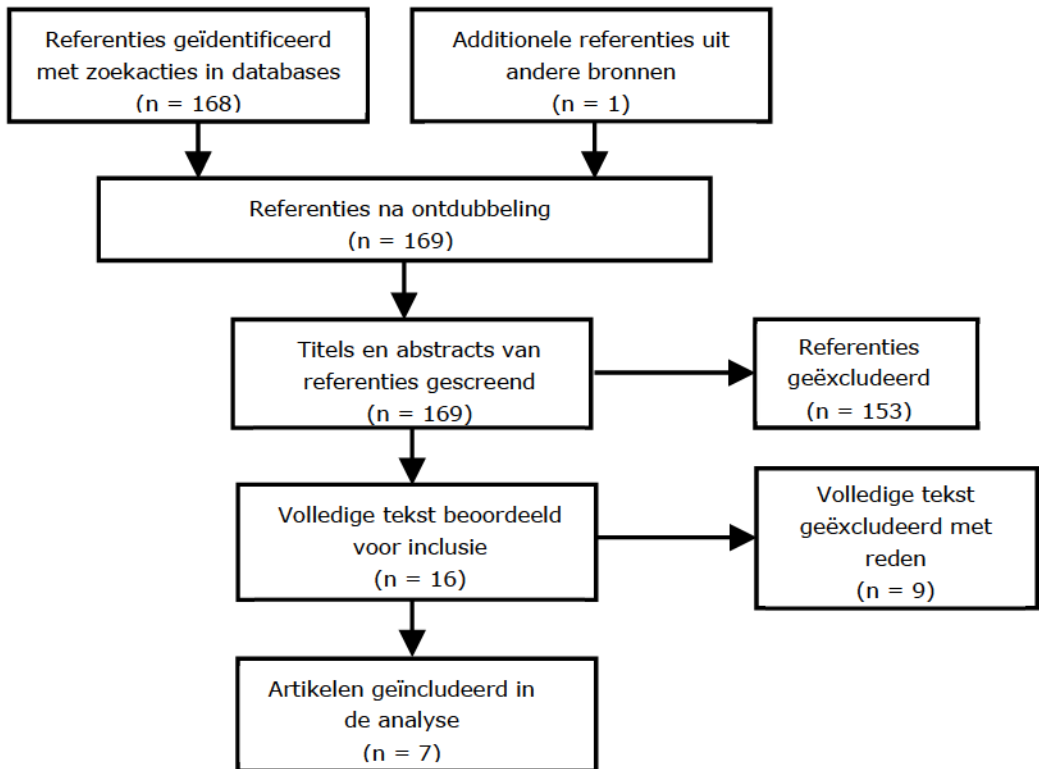 Referenties geïdentificeerd
met zoekacties in databases
(n = 168)
Additionele referenties uit
andere bronnen
(n = 1)
Referenties na ontdubbeling
(n = 169)
Titels en abstracts van
referenties gescreend
(n = 169)
Referenties
geëxcludeerd
(n = 153)
Volledige tekst beoordeeld
voor inclusie
(n = 16)
Volledige tekst
geëxcludeerd met
reden
(n = 9)
Artikelen geïncludeerd in
de analyse
(n = 7)